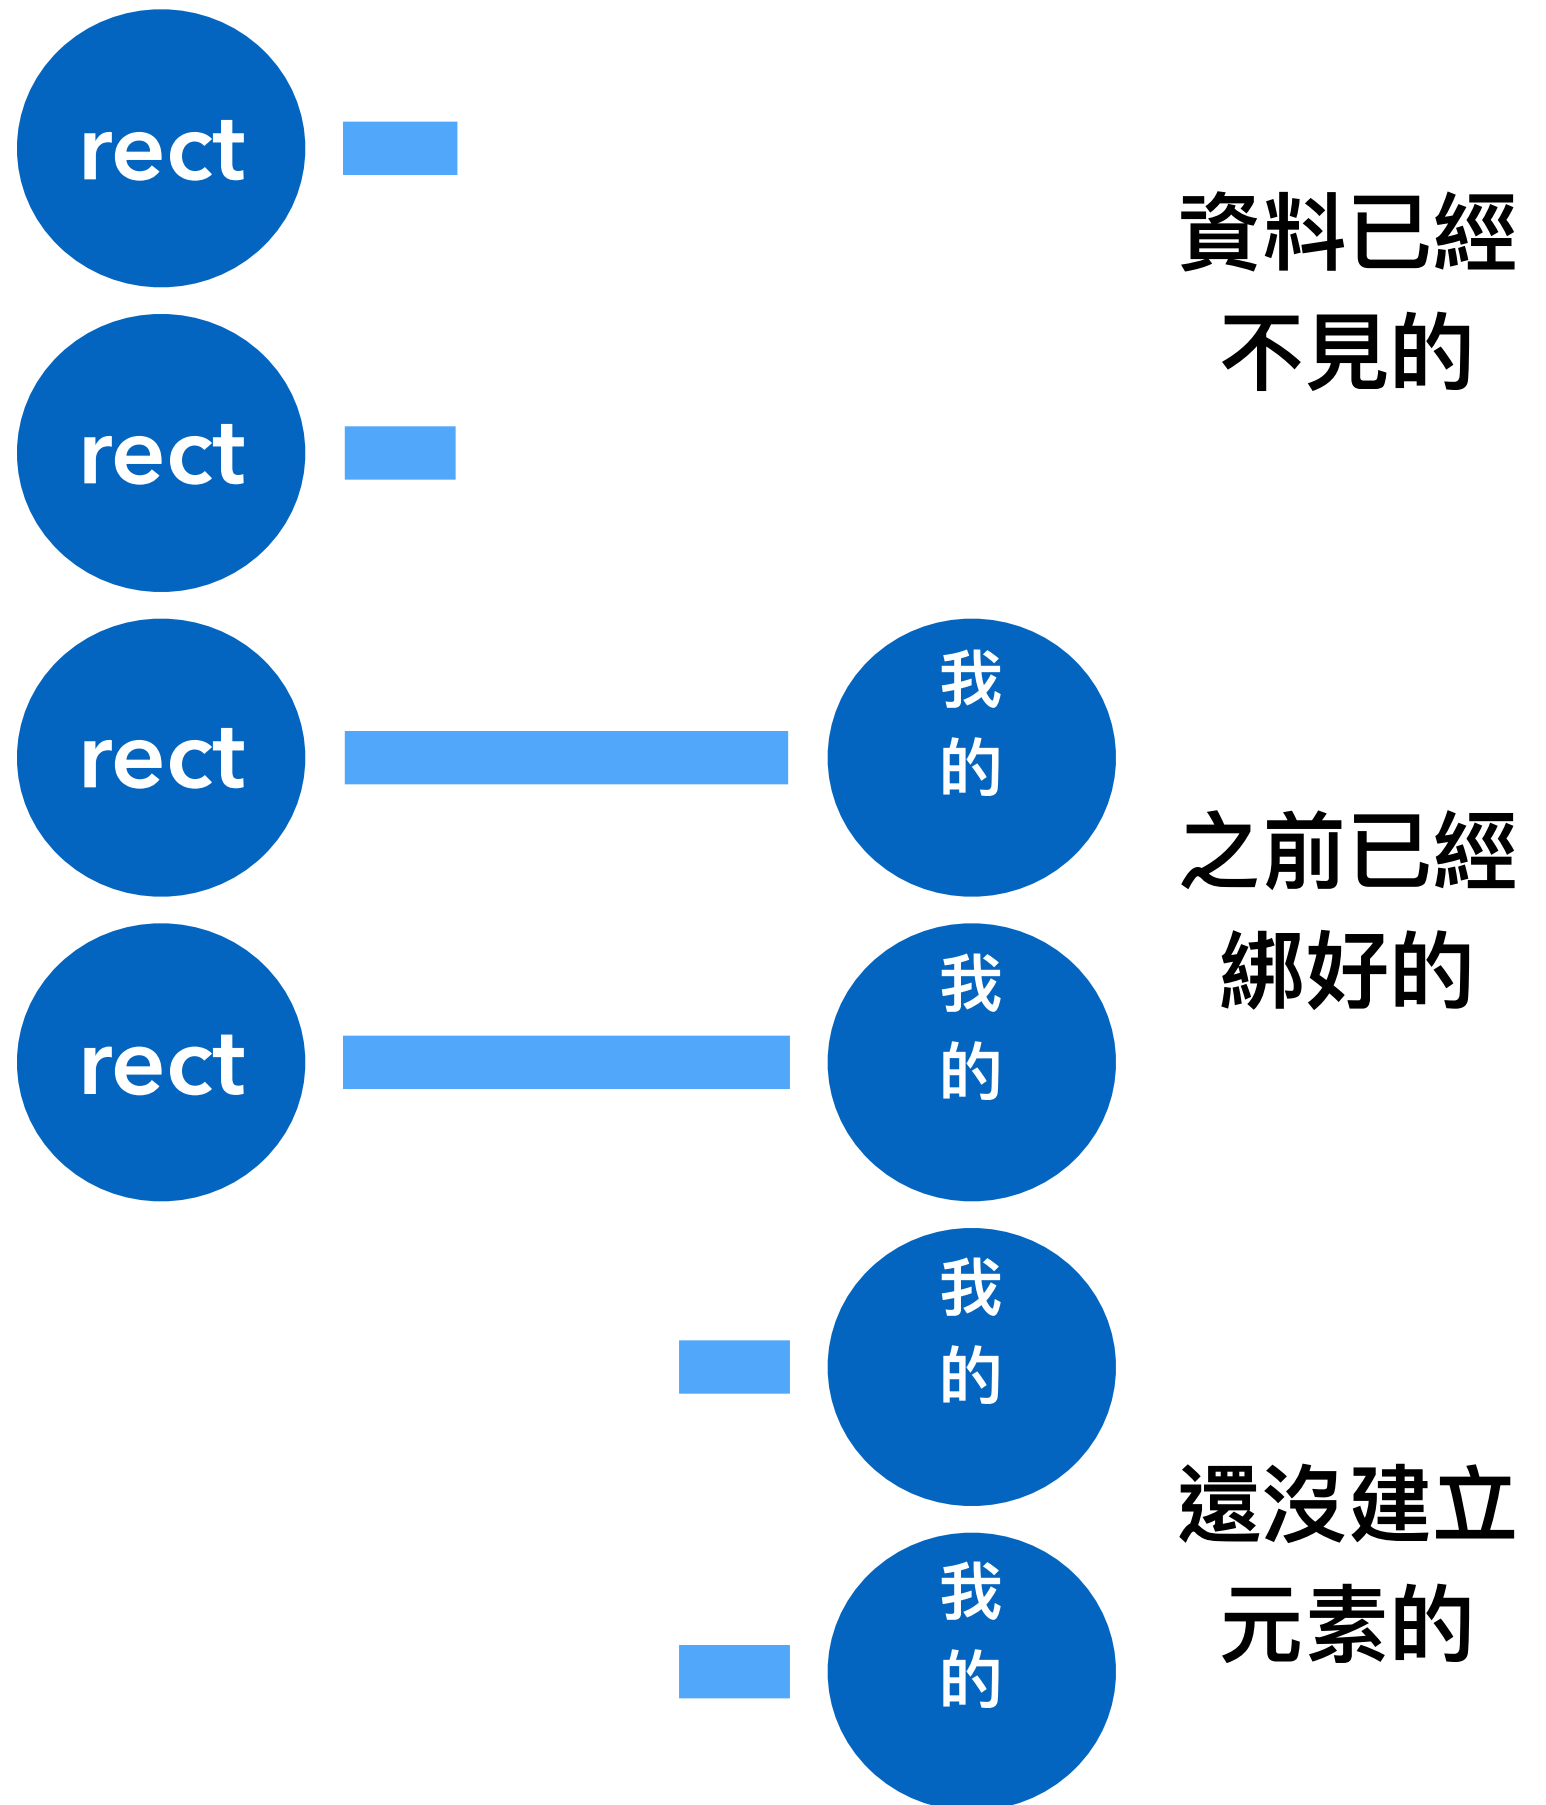 rect
資料已經
不見的
rect
rect
我
的
之前已經
綁好的
rect
我
的
我
的
還沒建立
元素的
我
的